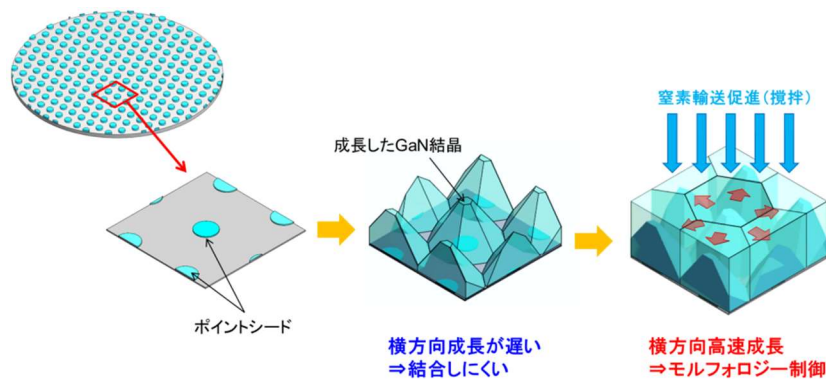 窒素輸送促進(撹拌)
成長したGaN結晶
ポイントシード
横方向成長が遅い
⇒結合しにくい
横方向高速成長
⇒モルフォロジー制御